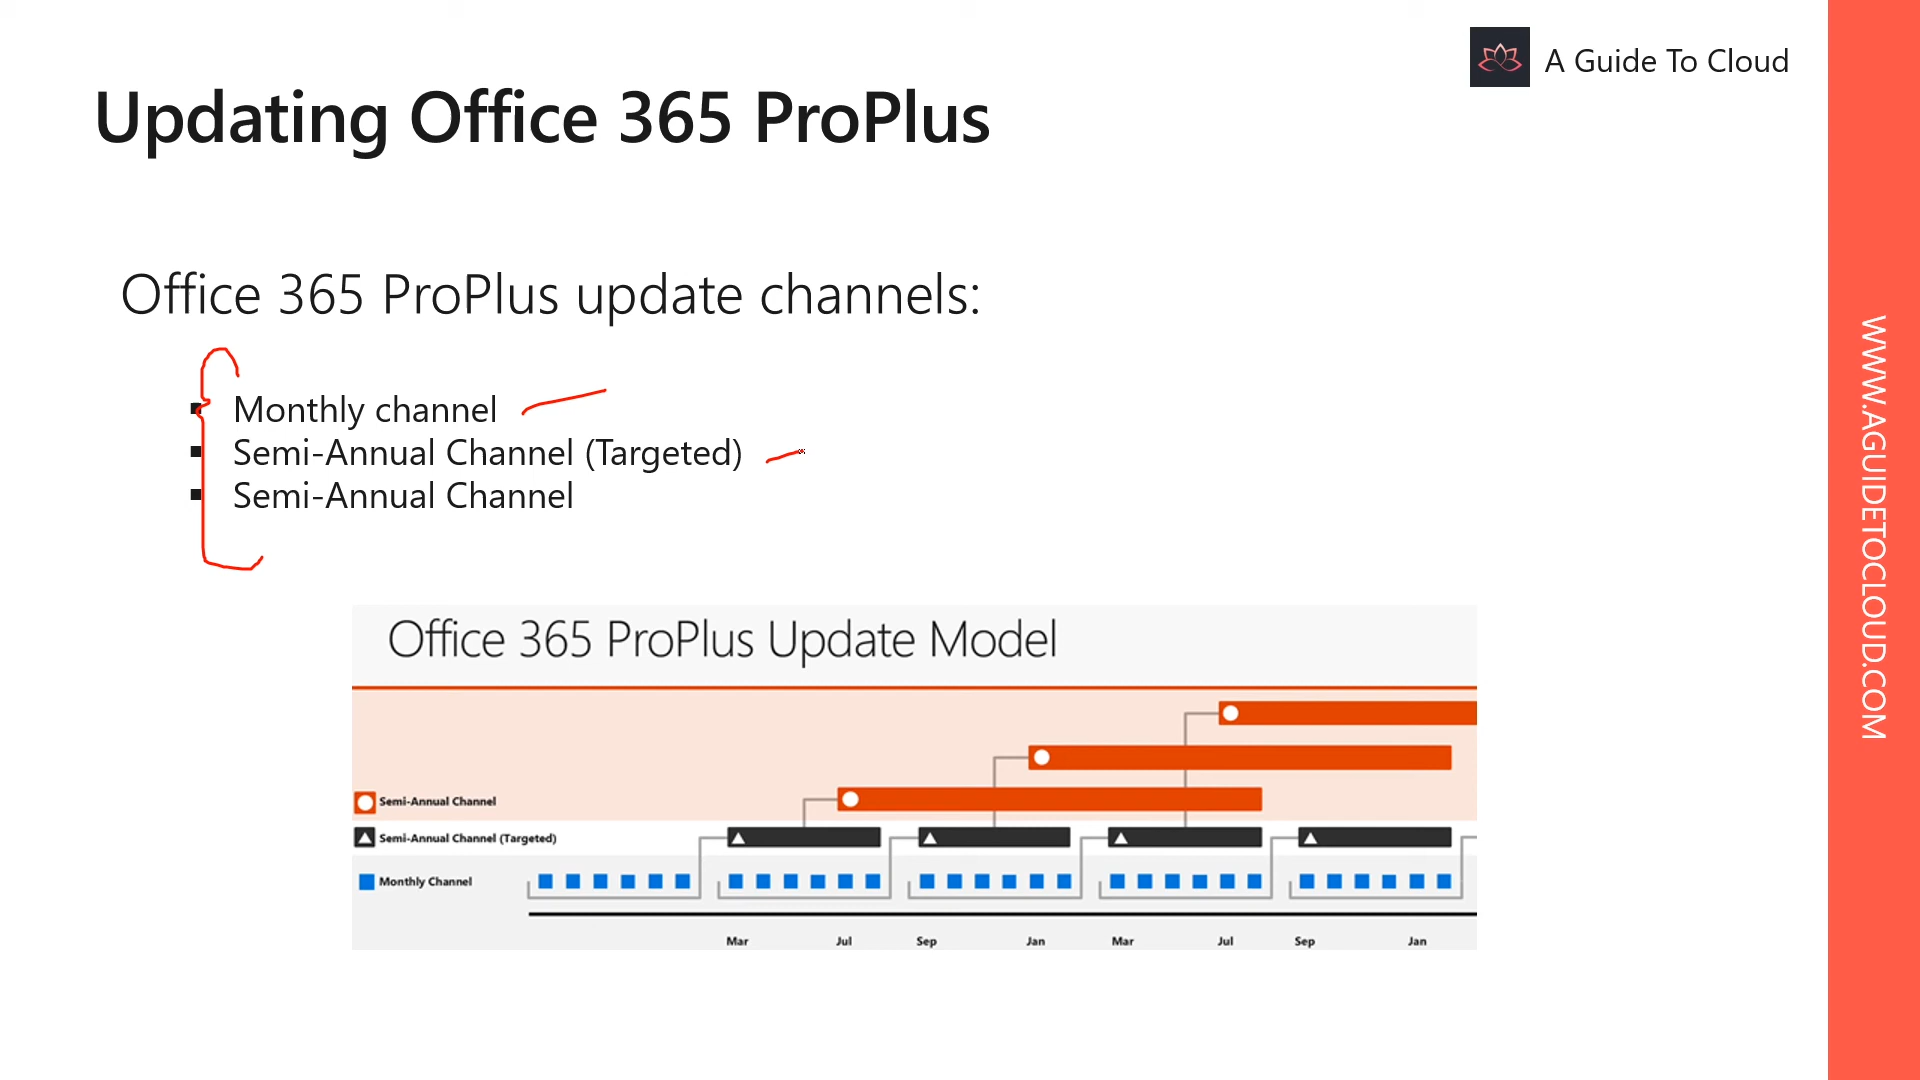 A Guide To Cloud
Updating Office 365 ProPlus
Office 365 ProPlus update channels:
Monthly channel
Semi-Annual Channel (Targeted)
Semi-Annual Channel
Office 365 ProPlus Update Model
Semi-Annual Channel
Semi-Annual Channel (Targeted)
Monthly Channel
Mar Jul Sep Jan Mar Jul Sep Jan
WWW.AGUIDETOCLOUD.COM